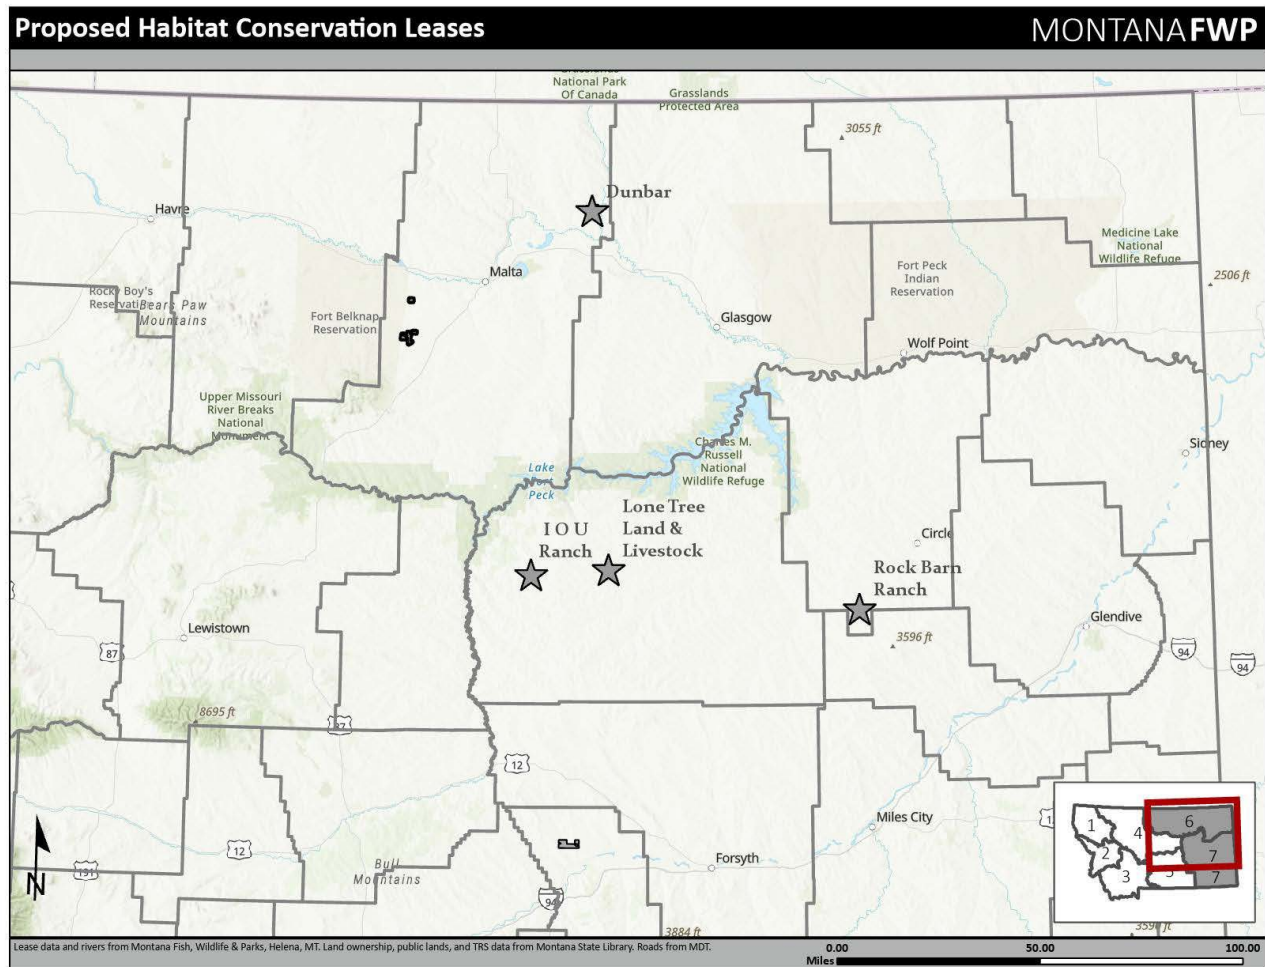 Proposed Habitat Conservation Leases
MONTANA FWP
National Park
Of Canada
Grasslands
Protected Area
3055 ft
Dunbar
Havre
Medicine Lake
National
Wildlife Refuge
Malta
Fort Peck
Indian
Reservation
2506 ft
Rocky Boy's
Reservation
Bears Paw
Mountains
Fort Belknap
Reservation
Glasgow
Wolf Point
Upper Missouri
River Breaks
National
Monument
Charles M.
Russell
National
Wildlife Refuge
Sidney
Lake
Fort
Peck
Lone Tree
Land &
Livestock
I O U
Ranch
Circle
Rock Barn
Ranch
Lewistown
Glendive
3596 ft
87
94
94
8695 ft
87
12
Miles City
1
4
6
2
7
3
5
7
12
Bull
Mountains
Forsyth
191
94
N
3884 ft
Lease data and rivers from Montana Fish, Wildlife & Parks, Helena, MT. Land ownership, public lands, and TRS data from Montana State Library. Roads from MDT.
0.00
50.00
100.00
Miles